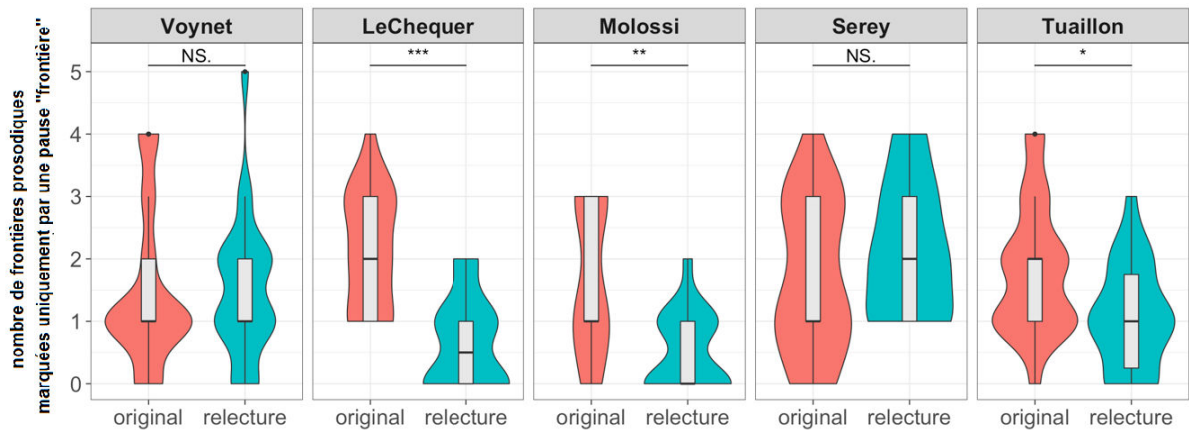 nombre de frontières prosodiques
marquées uniquement par une pause "frontière"
Voynet LeChequer Molossi Serey Tuaillon
NS. *** ** NS. *
5
4
3
2
1
0
original relecture original relecture original relecture original relecture original relecture